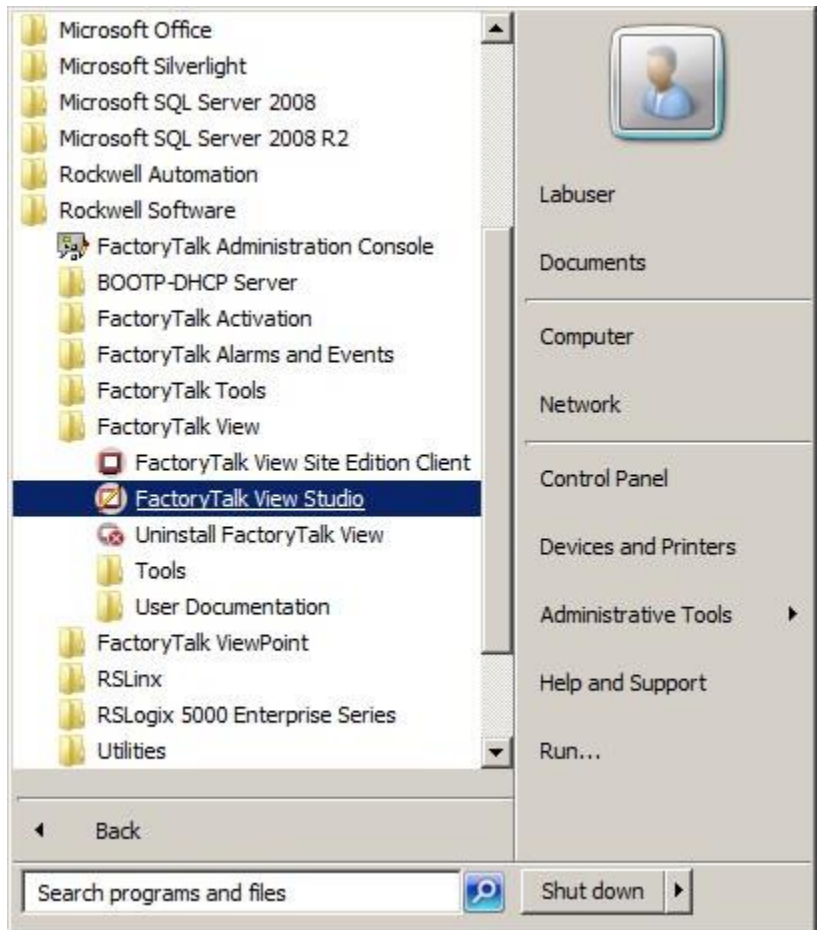 Microsoft Office
Microsoft Silverlight
Microsoft SQL Server 2008
Microsoft SQL Server 2008 R2
Rockwell Automation
Rockwell Software
FactoryTalk Administration Console
BOOTP-DHCP Server
FactoryTalk Activation
FactoryTalk Alarms and Events
FactoryTalk Tools
FactoryTalk View
FactoryTalk View Site Edition Client
FactoryTalk View Studio
Uninstall FactoryTalk View
Tools
User Documentation
FactoryTalk ViewPoint
RSLinx
RSLogix 5000 Enterprise Series
Utilities
Back
Search programs and files
Labuser
Documents
Computer
Network
Control Panel
Devices and Printers
Administrative Tools
Help and Support
Run...
Shut down